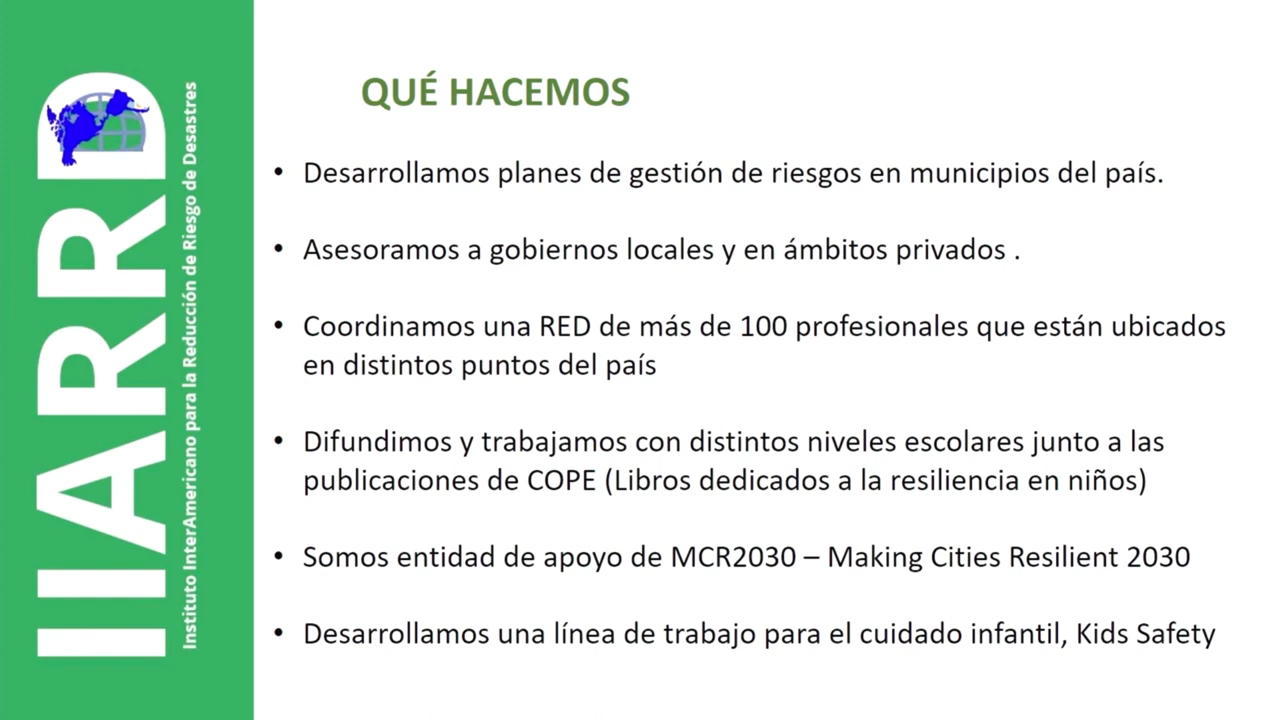 IIARRD
Instituto InterAmericano para la Reducción de Riesgo de Desastres
QUÉ HACEMOS
• Desarrollamos planes de gestión de riesgos en municipios del país.
• Asesoramos a gobiernos locales y en ámbitos privados .
• Coordinamos una RED de más de 100 profesionales que están ubicados
en distintos puntos del país
• Difundimos y trabajamos con distintos niveles escolares junto a las
publicaciones de COPE (Libros dedicados a la resiliencia en niños)
• Somos entidad de apoyo de MCR2030 – Making Cities Resilient 2030
• Desarrollamos una línea de trabajo para el cuidado infantil, Kids Safety